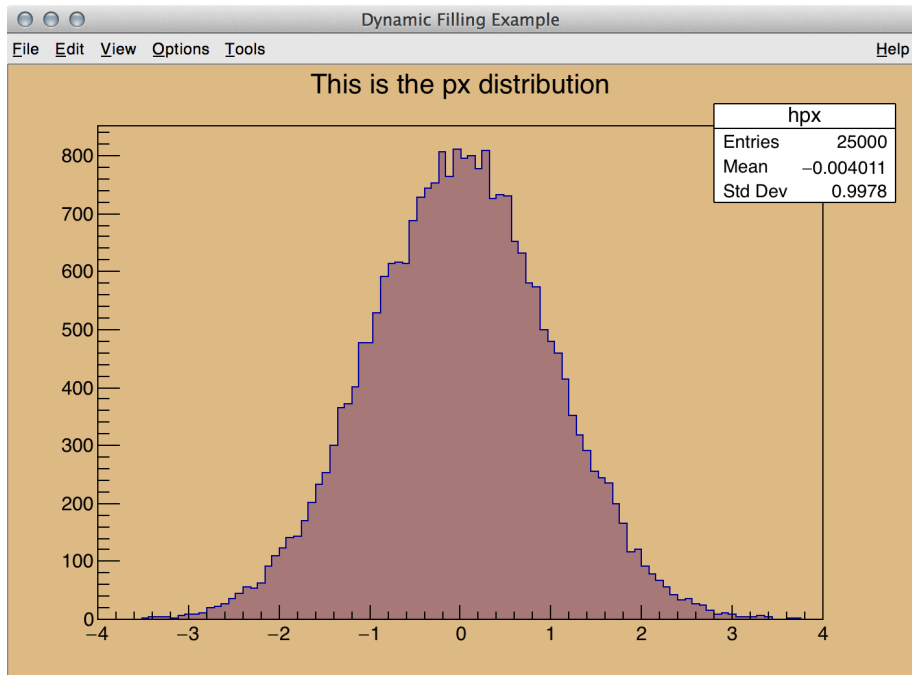 Dynamic Filling Example
File Edit View Options Tools Help
This is the px distribution
hpx
Entries 25000
Mean −0.004011
Std Dev 0.9978
800
700
600
500
400
300
200
100
0
−4 −3 −2 −1 0 1 2 3 4